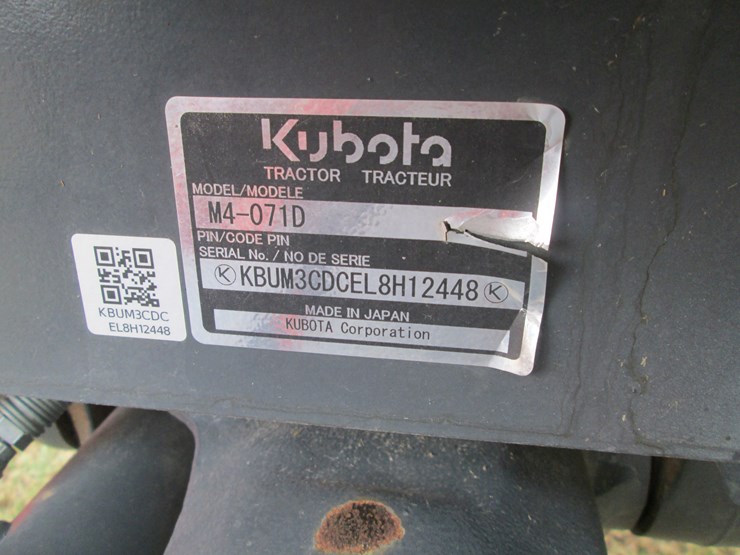 Kubota
TRACTOR TRACTEUR
MODEL/MODELE
M4-071D
PIN/CODE PIN
SERIAL No. / NO DE SERIE
KBUM3CDCEL8H12448
MADE IN JAPAN
KUBOTA Corporation
KBUM3CDC
EL8H12448